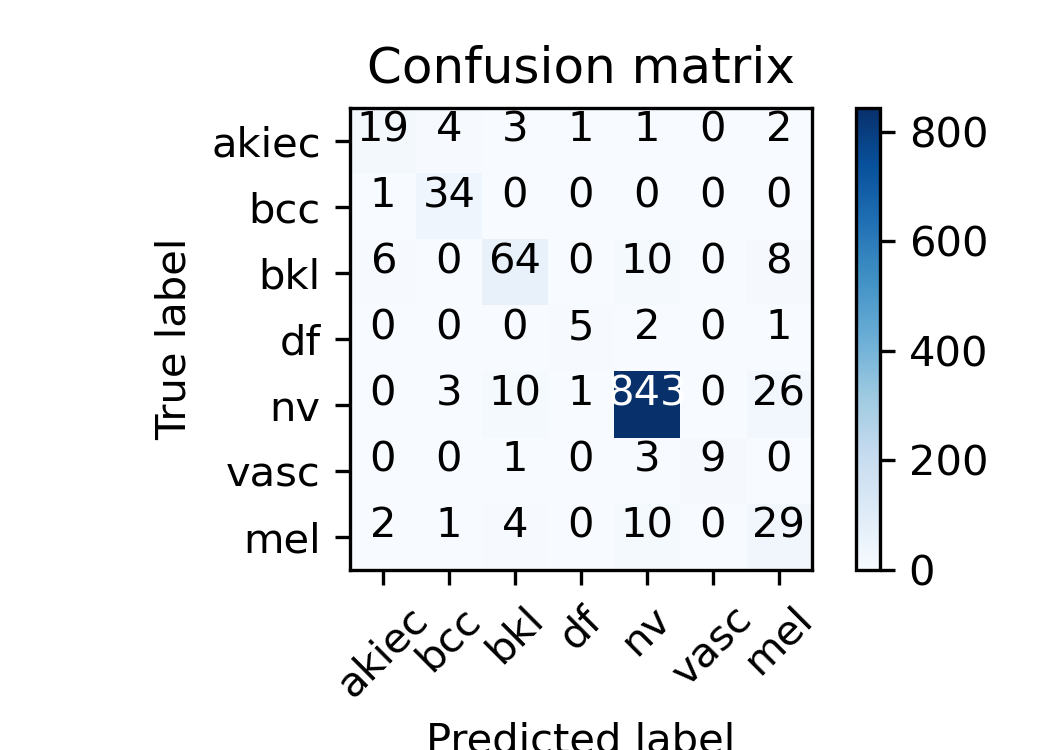 Confusion matrix
akiec 19 4 3 1 1 0 2
bcc 1 34 0 0 0 0 0
bkl 6 0 64 0 10 0 8
df 0 0 0 5 2 0 1
nv 0 3 10 1 843 0 26
vasc 0 0 1 0 3 9 0
mel 2 1 4 0 10 0 29
True label
akiec bcc bkl df nv vasc mel
Predicted label
800
600
400
200
0